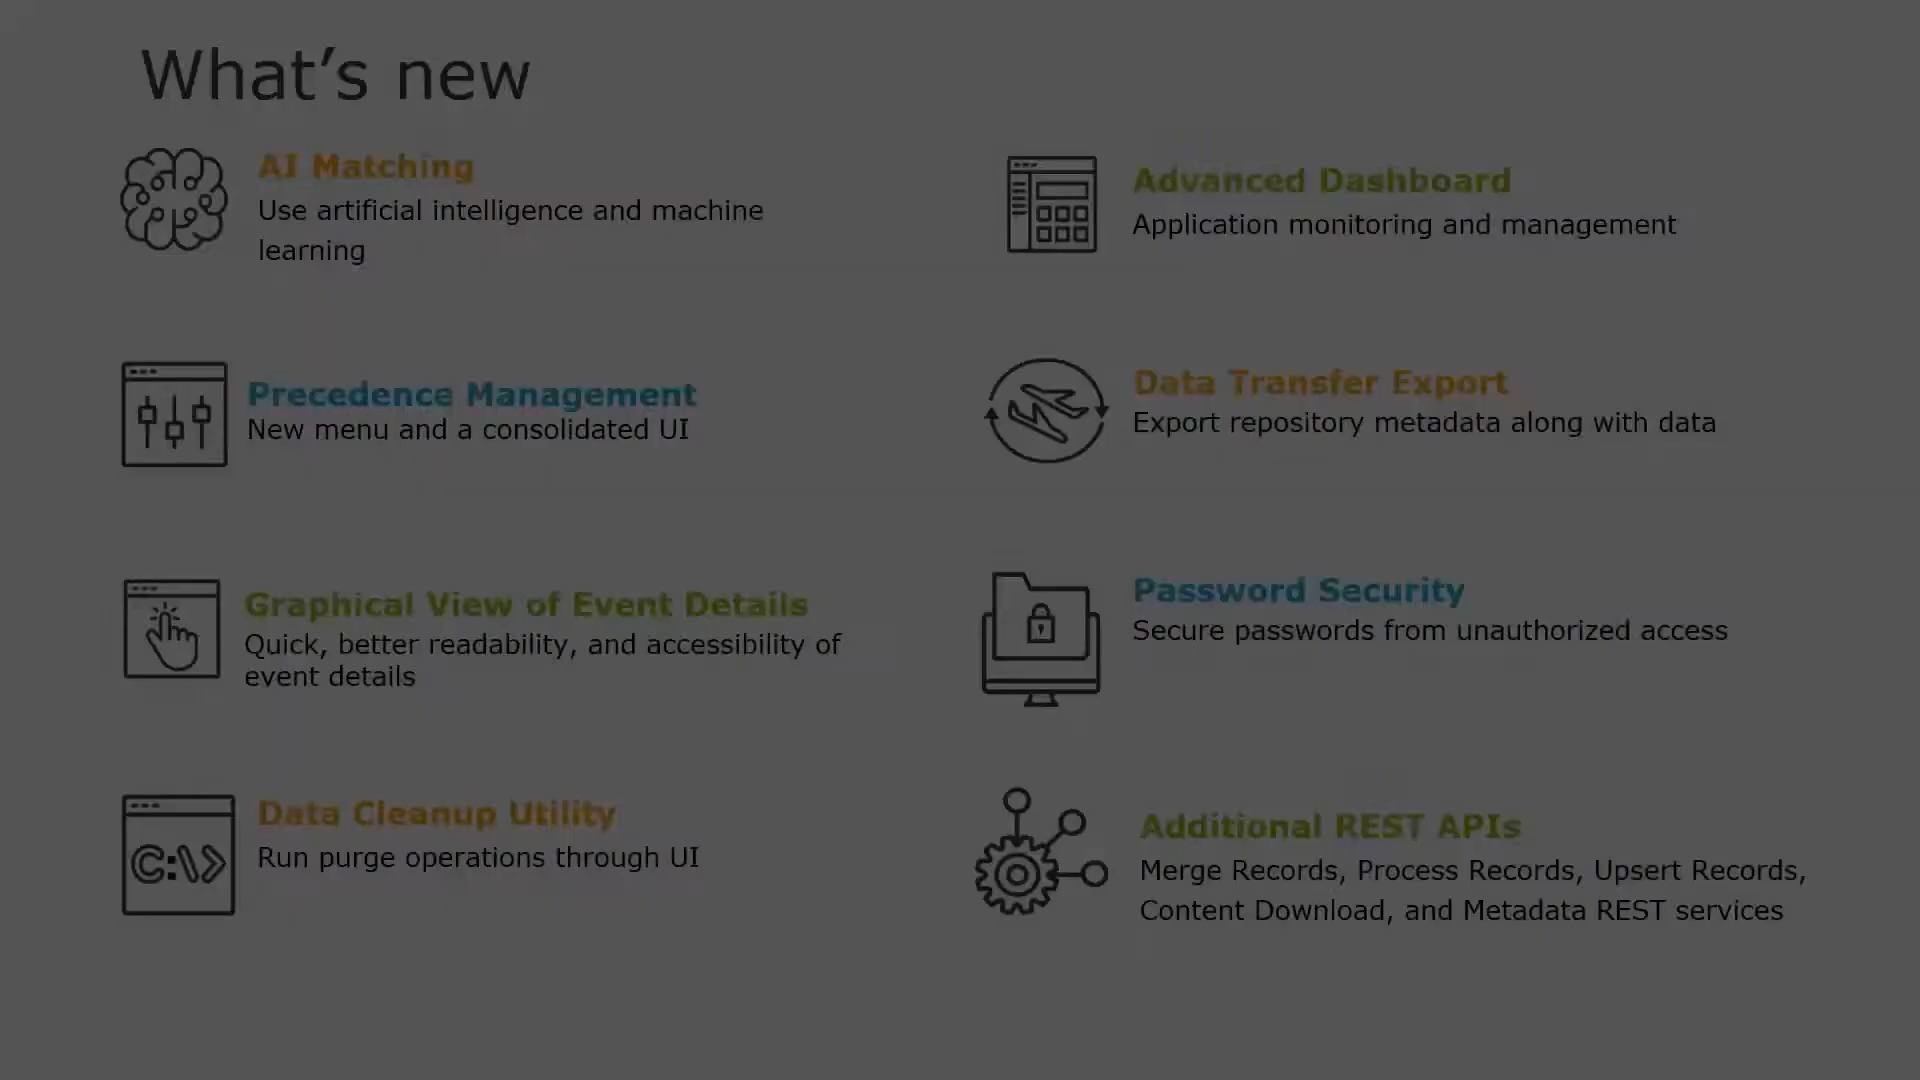 What's new
AI Matching
Use artificial intelligence and machine
learning
Advanced Dashboard
Application monitoring and management
Precedence Management
New menu and a consolidated UI
Data Transfer Export
Export repository metadata along with data
Graphical View of Event Details
Quick, better readability, and accessibility of
event details
Password Security
Secure passwords from unauthorized access
C:\>
Data Cleanup Utility
Run purge operations through UI
Additional REST APIs
Merge Records, Process Records, Upsert Records,
Content Download, and Metadata REST services